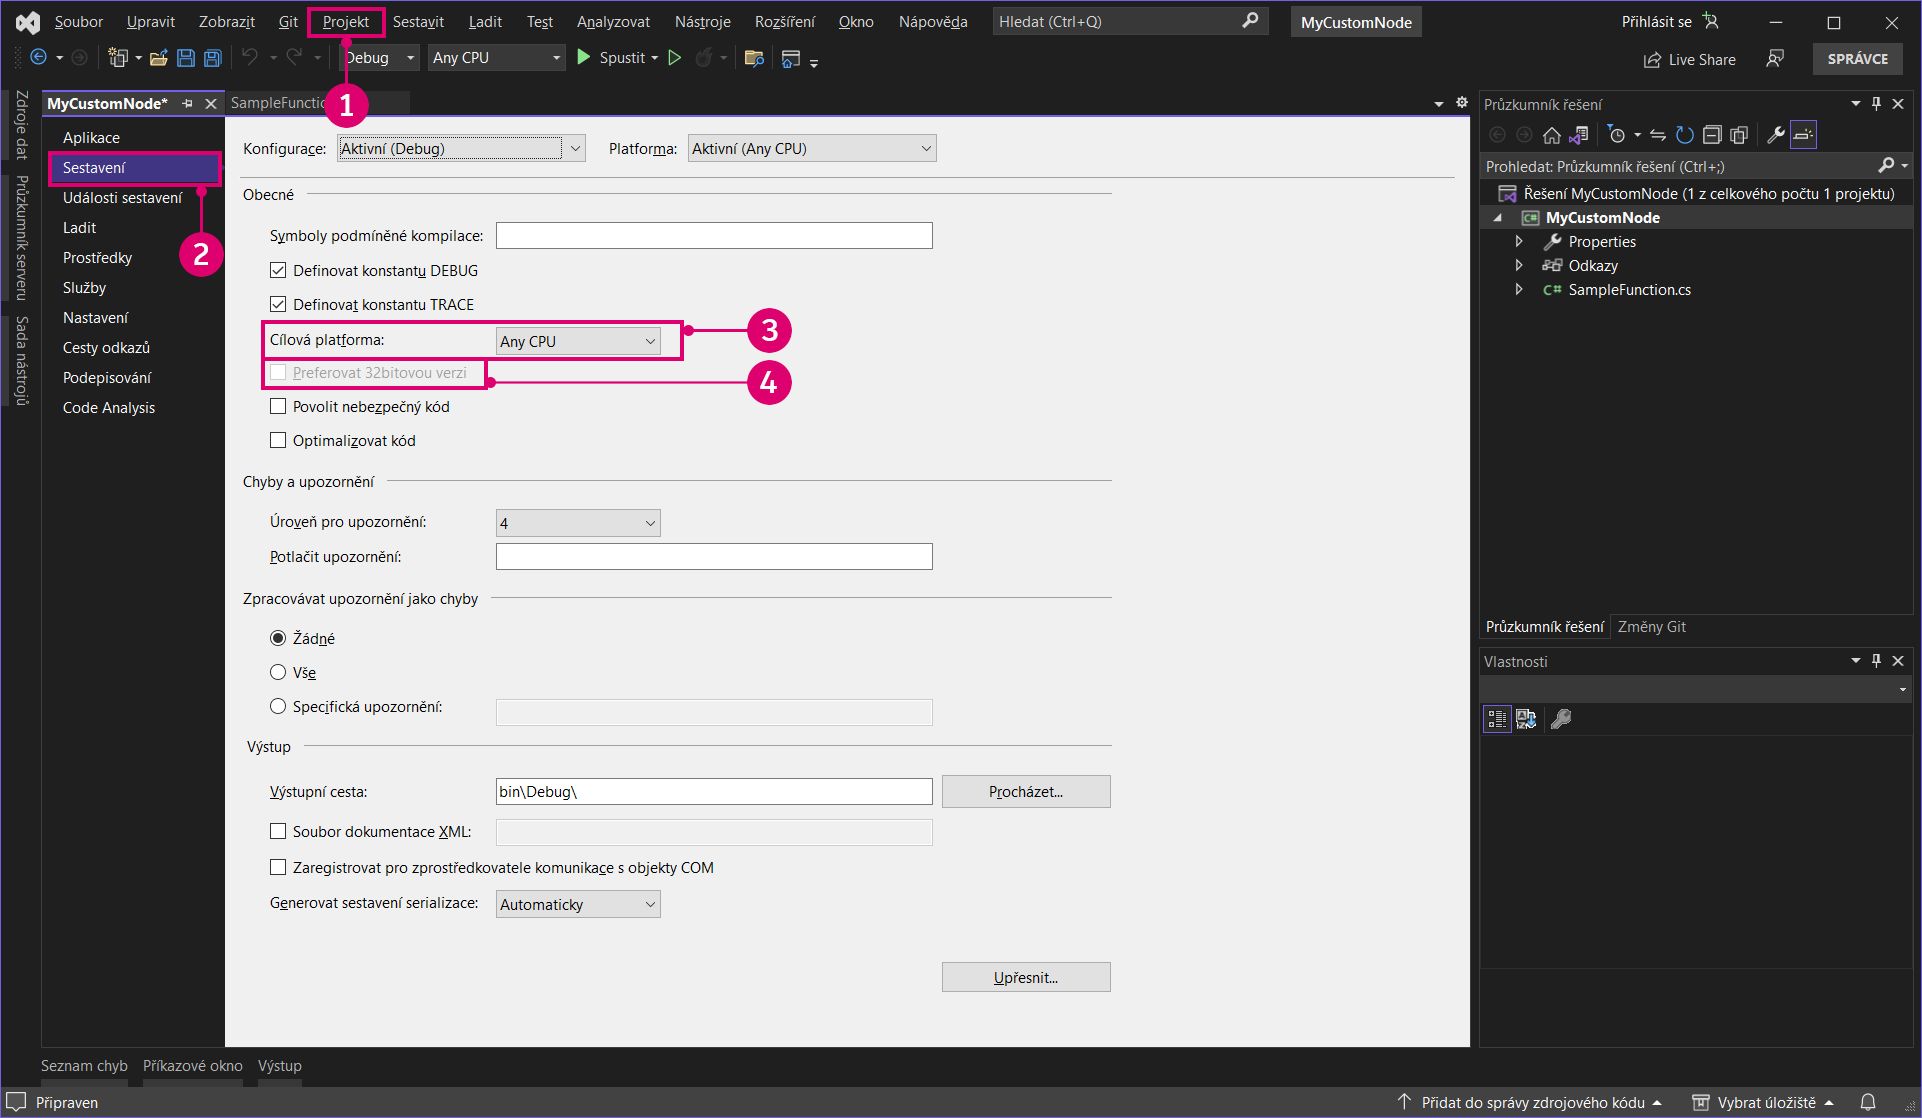 Soubor Upravit Zobrazit Git Projekt Sestavit Ladit Test Analyzovat Nástroje Rozšíření Okno Nápověda Hledat (Ctrl+Q) MyCustomNode Přihlásit se
Debug Any CPU Spustit Live Share SPRÁVCE
Zdroje dat
Průzkumník serveru
Sada nástrojů
MyCustomNode*
1
Aplikace
Sestavení
Události sestavení
Ladit
Prostředky
Služby
Nastavení
Cesty odkazů
Podepisování
Code Analysis
2
Konfigurace: Aktivní (Debug) Platforma: Aktivní (Any CPU)
Obecné
Symboly podmíněné kompilace:
Definovat konstantu DEBUG
Definovat konstantu TRACE
Cílová platforma: Any CPU
3
Preferovat 32bitovou verzi
4
Povolit nebezpečný kód
Optimalizovat kód
Chyby a upozornění
Úroveň pro upozornění: 4
Potlačit upozornění:
Zpracovávat upozornění jako chyby
Žádné
Vše
Specifická upozornění:
Výstup
Výstupní cesta: bin\Debug\ Procházet...
Soubor dokumentace XML:
Zaregistrovat pro zprostředkovatele komunikace s objekty COM
Generovat sestavení serializace: Automaticky
Upřesnit...
Průzkumník řešení
Prohledat: Průzkumník řešení (Ctrl+;)
Řešení MyCustomNode (1 z celkového počtu 1 projektu)
MyCustomNode
Properties
Odkazy
C# SampleFunction.cs
Průzkumník řešení Změny Git
Vlastnosti
Seznam chyb Příkazové okno Výstup
Připraven Přidat do správy zdrojového kódu Vybrat úložiště